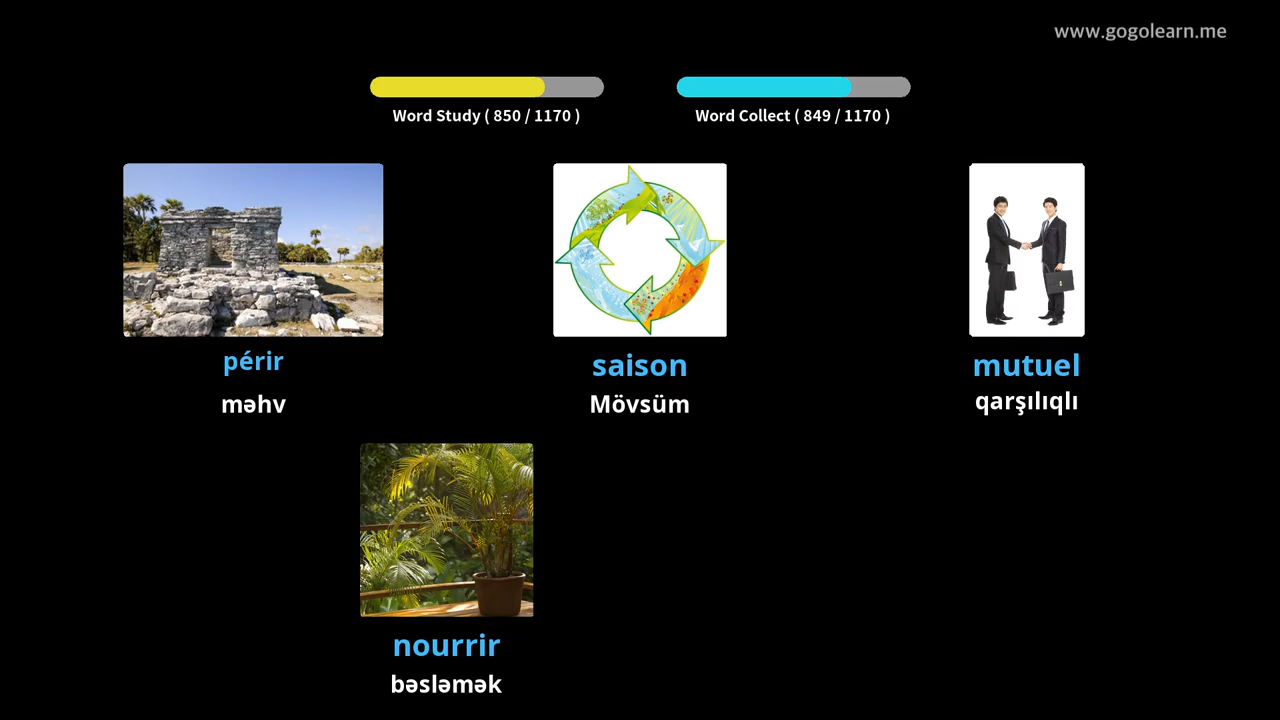 www.gogolearn.me
Word Study ( 850 / 1170 )
Word Collect ( 849 / 1170 )
périr
saison
mutuel
məhv
Mövsüm
qarşılıqlı
nourrir
bəsləmək